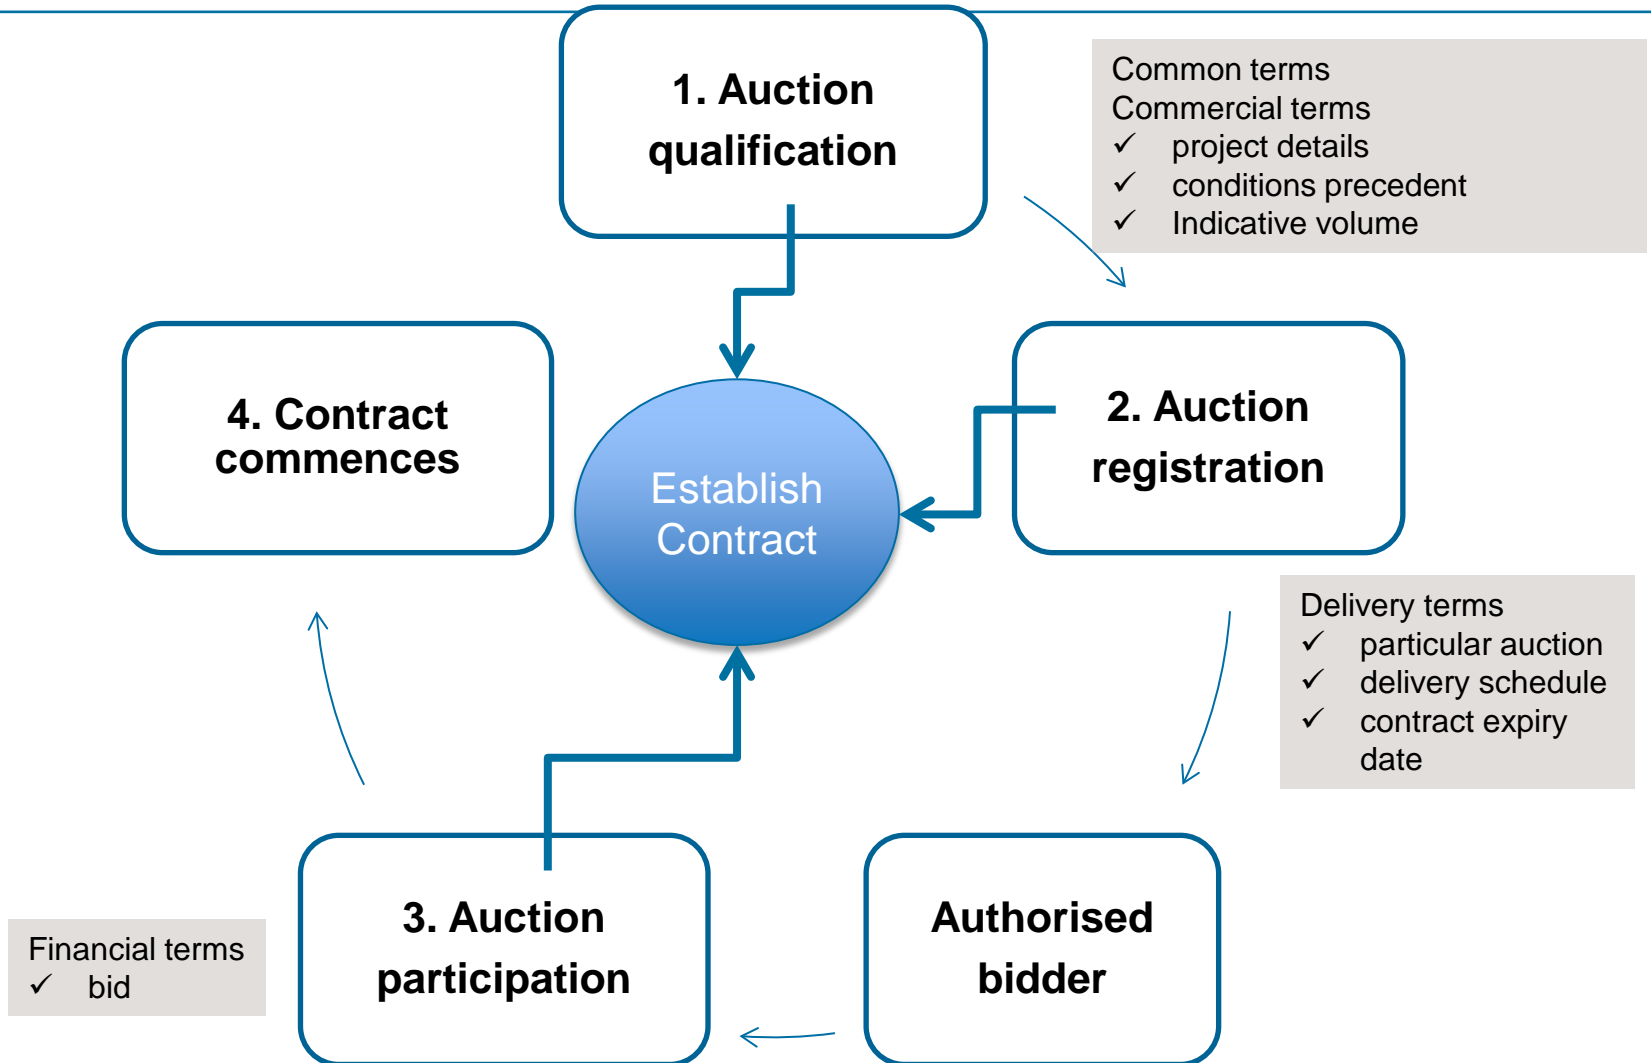 1. Auction
qualification
Common terms
Commercial terms
✓ project details
✓ conditions precedent
✓ Indicative volume
4. Contract
commences
Establish
Contract
2. Auction
registration
Delivery terms
✓ particular auction
✓ delivery schedule
✓ contract expiry
date
3. Auction
participation
Authorised
bidder
Financial terms
✓ bid